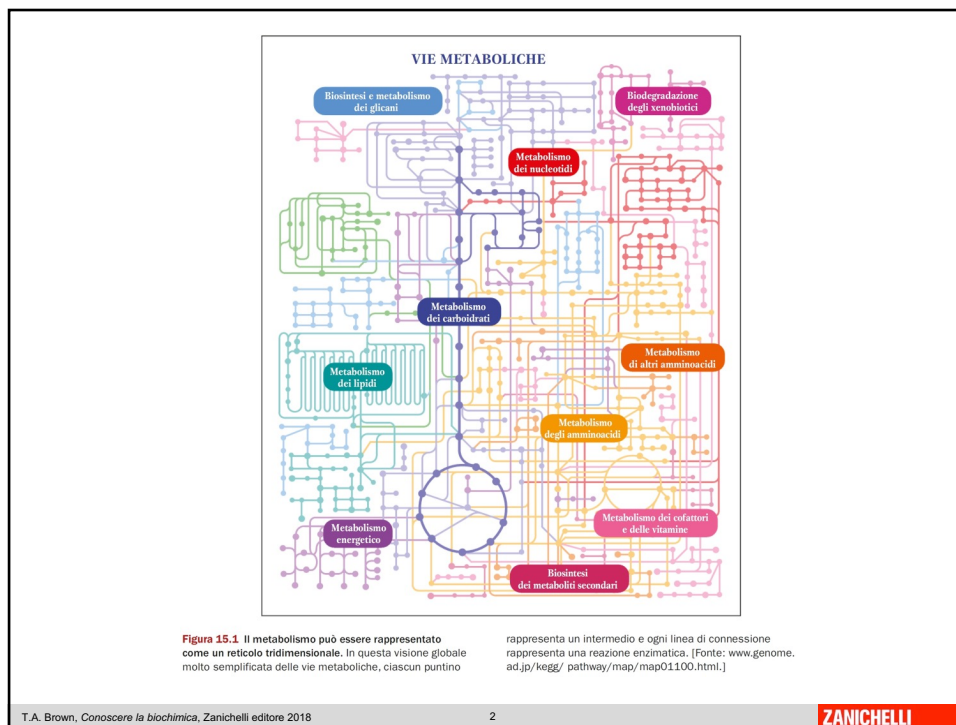 VIE METABOLICHE
Biosintesi e metabolismo
dei glicani
Biodegradazione
degli xenobiotici
Metabolismo
dei nucleotidi
Metabolismo
dei carboidrati
Metabolismo
di altri amminoacidi
Metabolismo
dei lipidi
Metabolismo
degli amminoacidi
Metabolismo dei cofattori
e delle vitamine
Metabolismo
energetico
Biosintesi
dei metaboliti secondari
Figura 15.1 Il metabolismo può essere rappresentato
come un reticolo tridimensionale. In questa visione globale
molto semplificata delle vie metaboliche, ciascun puntino
rappresenta un intermedio e ogni linea di connessione
rappresenta una reazione enzimatica. [Fonte: www.genome.
ad.jp/kegg/ pathway/map/map01100.html.]
T.A. Brown, Conoscere la biochimica, Zanichelli editore 2018
2
ZANICHELLI